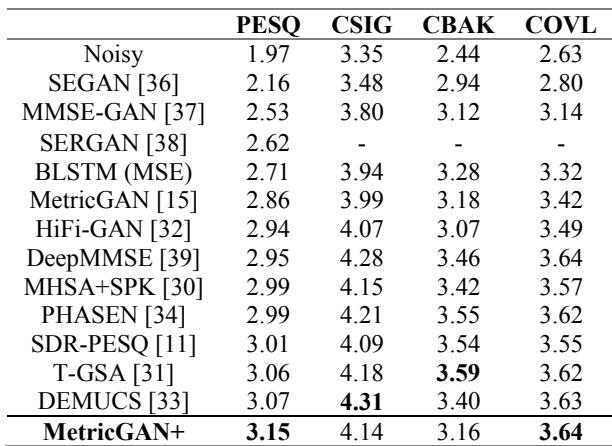 PESQ CSIG CBAK COVL
Noisy 1.97 3.35 2.44 2.63
SEGAN [36] 2.16 3.48 2.94 2.80
MMSE-GAN [37] 2.53 3.80 3.12 3.14
SERGAN [38] 2.62 - - -
BLSTM (MSE) 2.71 3.94 3.28 3.32
MetricGAN [15] 2.86 3.99 3.18 3.42
HiFi-GAN [32] 2.94 4.07 3.07 3.49
DeepMMSE [39] 2.95 4.28 3.46 3.64
MHSA+SPK [30] 2.99 4.15 3.42 3.57
PHASEN [34] 2.99 4.21 3.55 3.62
SDR-PESQ [11] 3.01 4.09 3.54 3.55
T-GSA [31] 3.06 4.18 3.59 3.62
DEMUCS [33] 3.07 4.31 3.40 3.63
MetricGAN+ 3.15 4.14 3.16 3.64